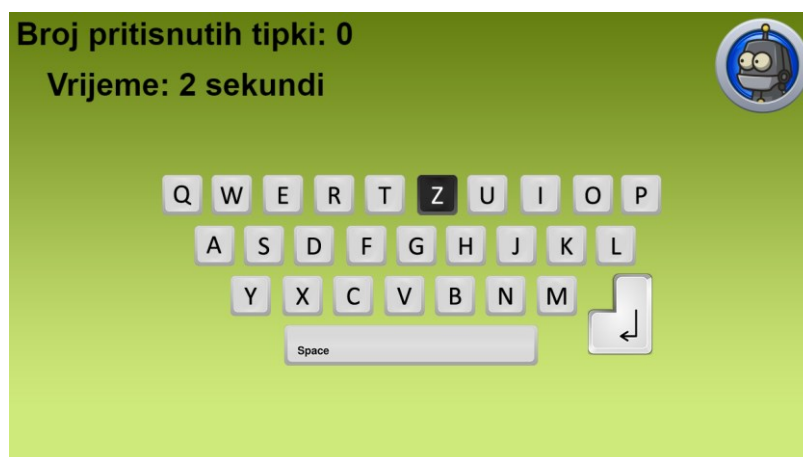 Broj pritisnutih tipki: 0
Vrijeme: 2 sekundi
Q W E R T Z U I O P
A S D F G H J K L
Y X C V B N M
Space